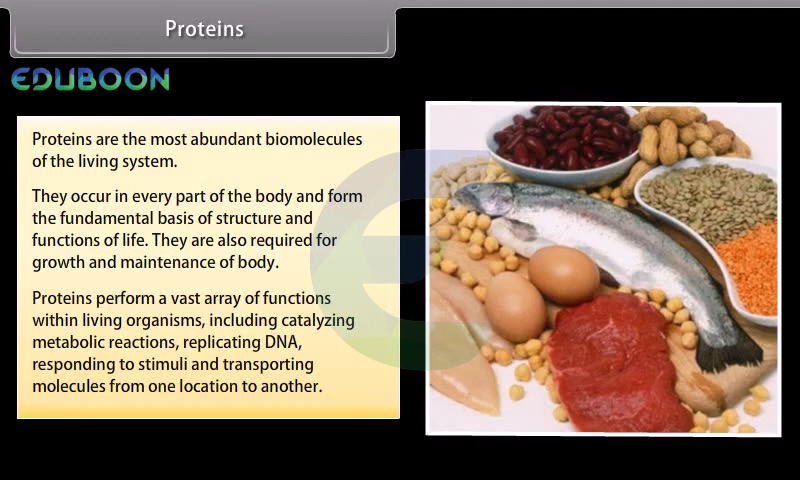 Proteins
EDUBOON
Proteins are the most abundant biomolecules
of the living system.
They occur in every part of the body and form
the fundamental basis of structure and
functions of life. They are also required for
growth and maintenance of body.
Proteins perform a vast array of functions
within living organisms, including catalyzing
metabolic reactions, replicating DNA,
responding to stimuli and transporting
molecules from one location to another.